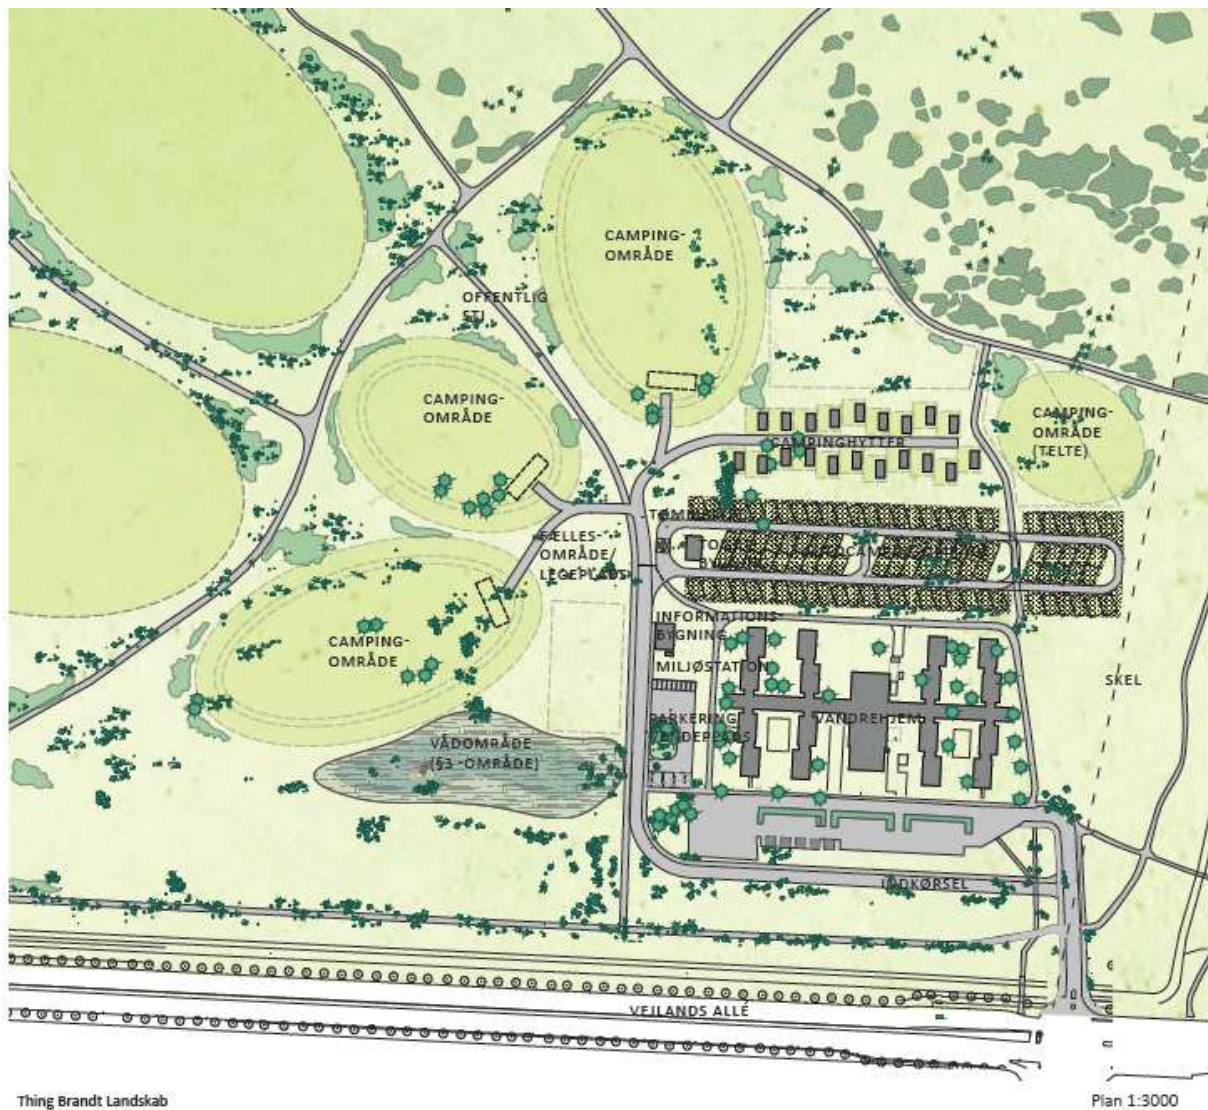 CAMPING-
OMRÅDE
OFFENTLIG
STI
CAMPING-
OMRÅDE
CAMPING-
OMRÅDE
(TELTE)
CAMPINGHYTTER
FÆLLES-
OMRÅDE/
LEGEPLADS
INFORMATIONS-
BYGNING
CAMPING-
OMRÅDE
MILJØSTATION
SKEL
PARKERING
VENDEPLADS
VANDREHJEM
VÅDOMRÅDE
(§3 -OMRÅDE)
INDKØRSEL
VEJLANDS ALLÉ
Thing Brandt Landskab
Plan 1:3000